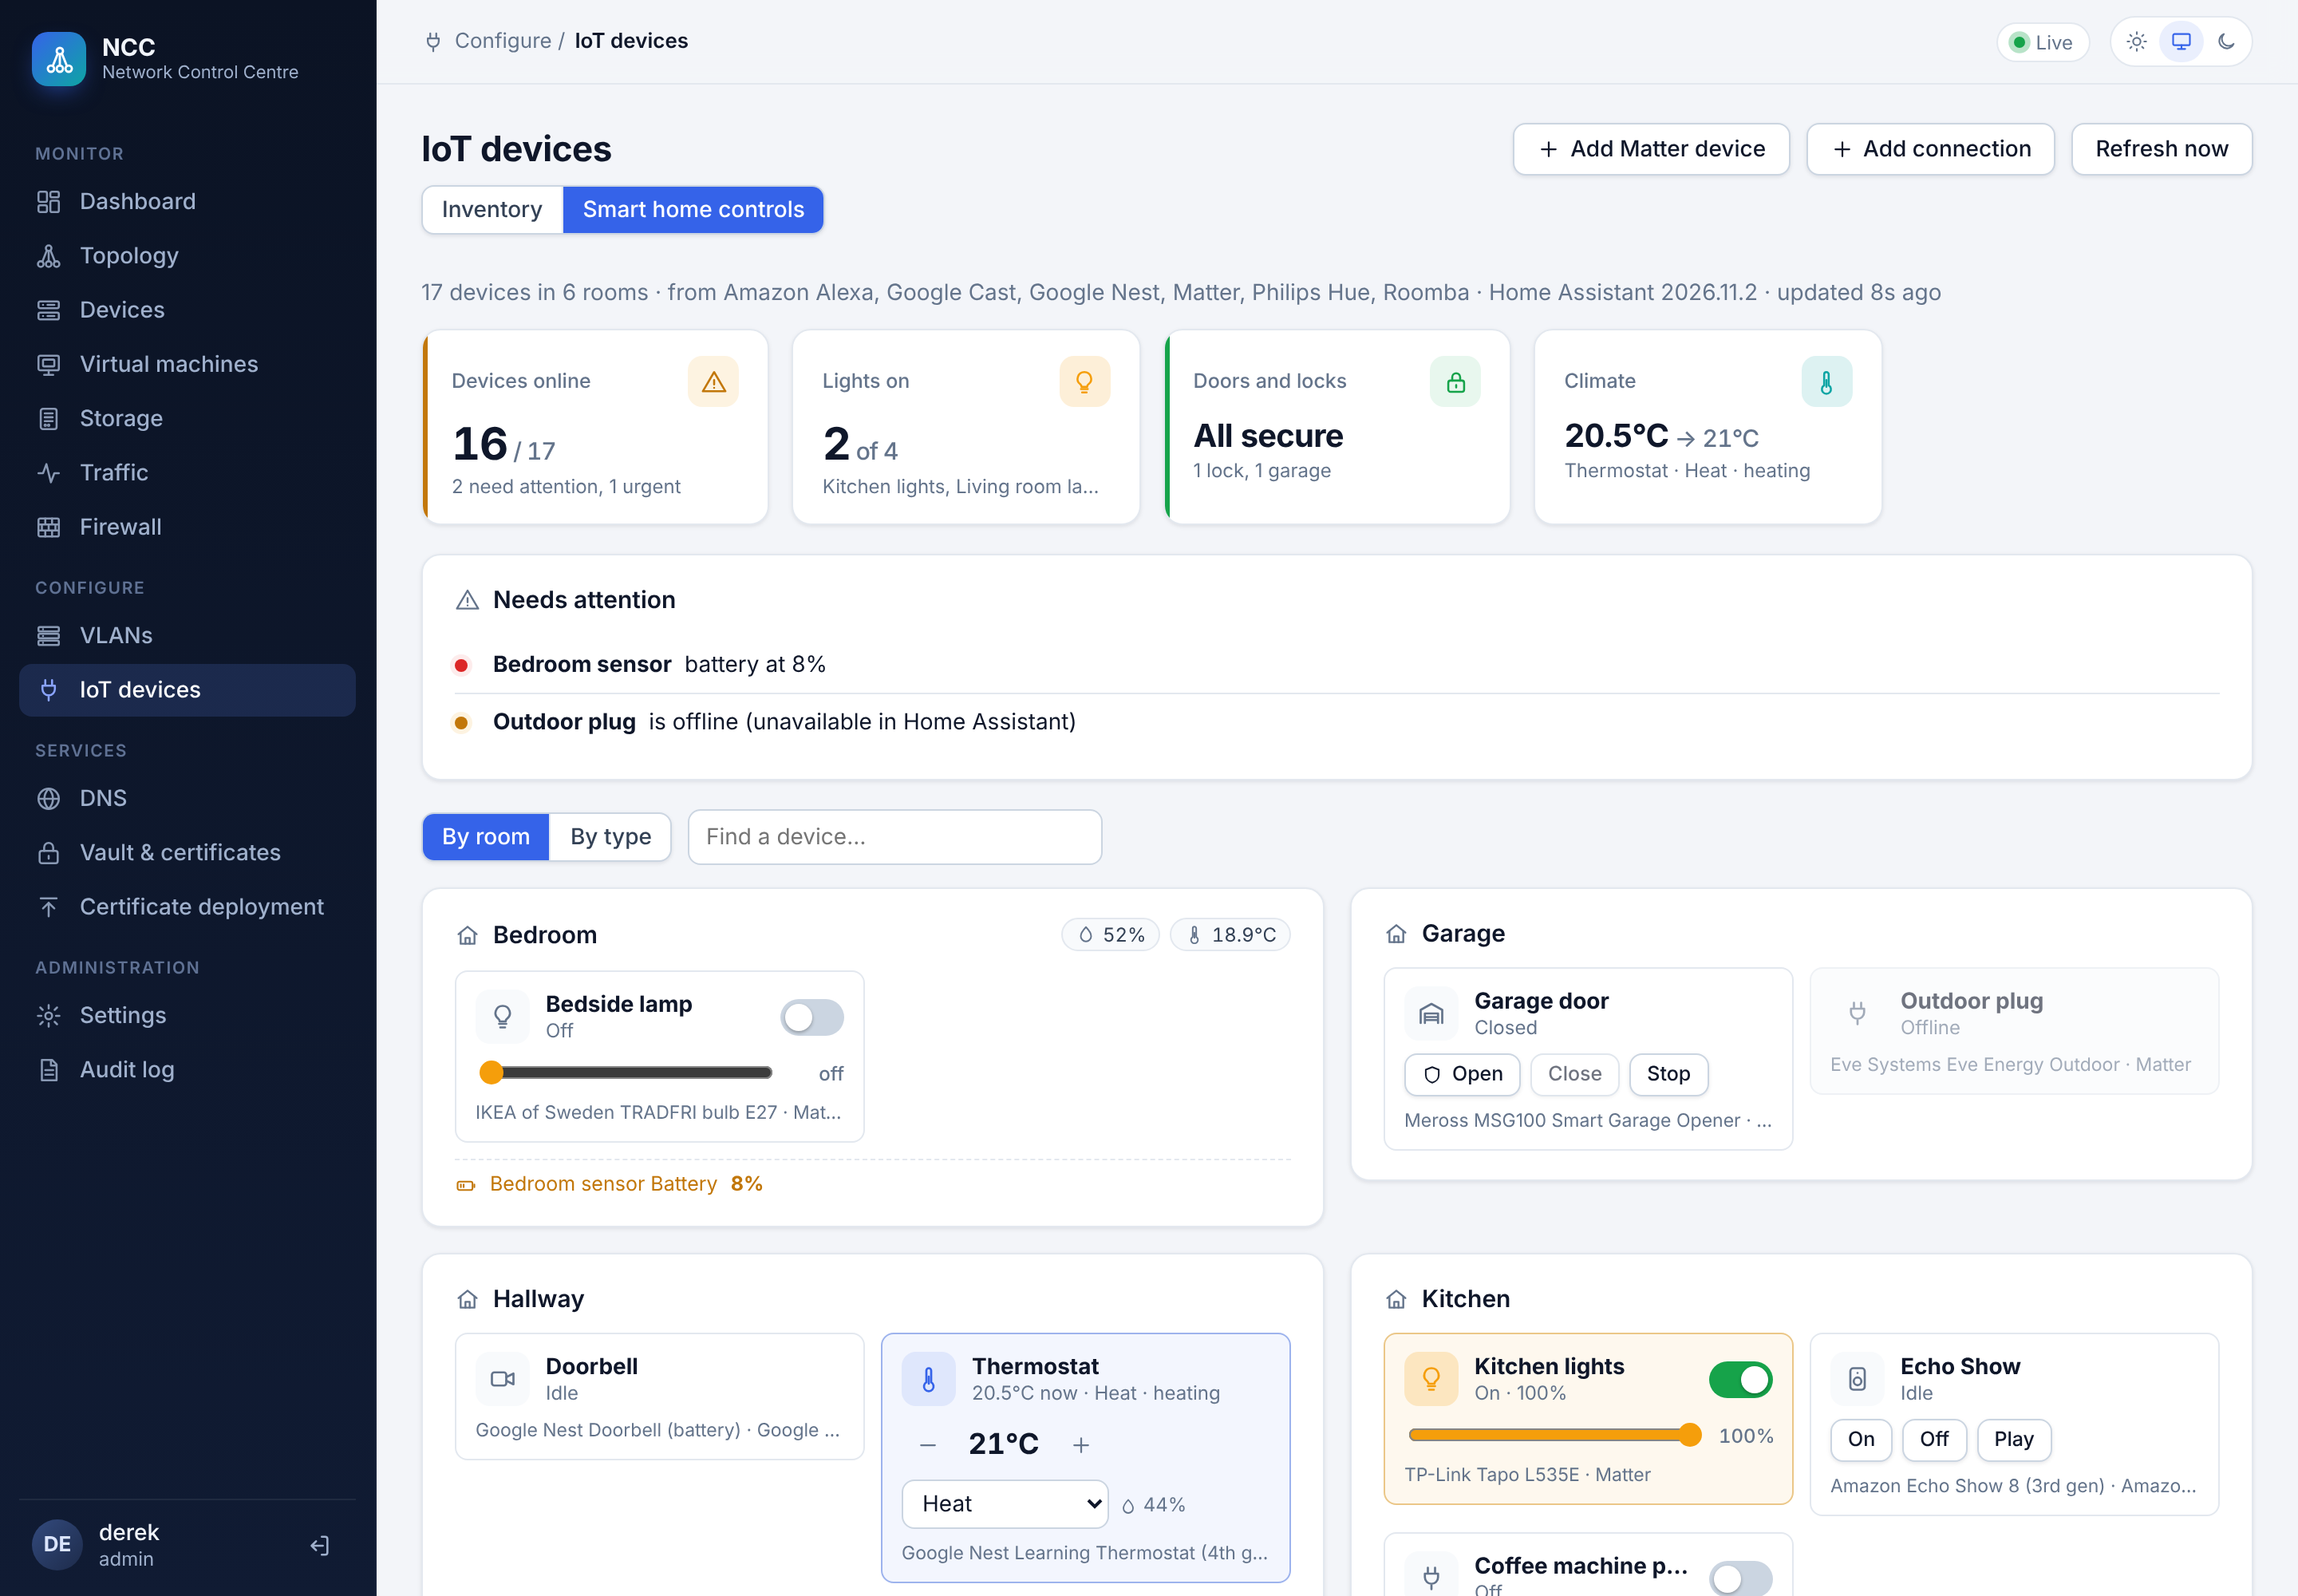 NCC
Network Control Centre
MONITOR
Dashboard
Topology
Devices
Virtual machines
Storage
Traffic
Firewall
CONFIGURE
VLANs
IoT devices
SERVICES
DNS
Vault & certificates
Certificate deployment
ADMINISTRATION
Settings
Audit log
DE
derek
admin
Configure / IoT devices
Live
IoT devices
+ Add Matter device
+ Add connection
Refresh now
Inventory
Smart home controls
17 devices in 6 rooms · from Amazon Alexa, Google Cast, Google Nest, Matter, Philips Hue, Roomba · Home Assistant 2026.11.2 · updated 8s ago
Devices online
16 / 17
2 need attention, 1 urgent
Lights on
2 of 4
Kitchen lights, Living room la...
Doors and locks
All secure
1 lock, 1 garage
Climate
20.5°C → 21°C
Thermostat · Heat · heating
Needs attention
Bedroom sensor battery at 8%
Outdoor plug is offline (unavailable in Home Assistant)
By room
By type
Find a device...
Bedroom
52%
18.9°C
Bedside lamp
Off
off
IKEA of Sweden TRADFRI bulb E27 · Mat...
Bedroom sensor Battery 8%
Garage
Garage door
Closed
Open
Close
Stop
Meross MSG100 Smart Garage Opener · ...
Outdoor plug
Offline
Eve Systems Eve Energy Outdoor · Matter
Hallway
Doorbell
Idle
Google Nest Doorbell (battery) · Google ...
Thermostat
20.5°C now · Heat · heating
− 21°C +
Heat
44%
Google Nest Learning Thermostat (4th g...
Kitchen
Kitchen lights
On · 100%
100%
TP-Link Tapo L535E · Matter
Echo Show
Idle
On
Off
Play
Amazon Echo Show 8 (3rd gen) · Amazo...
Coffee machine p...
Off